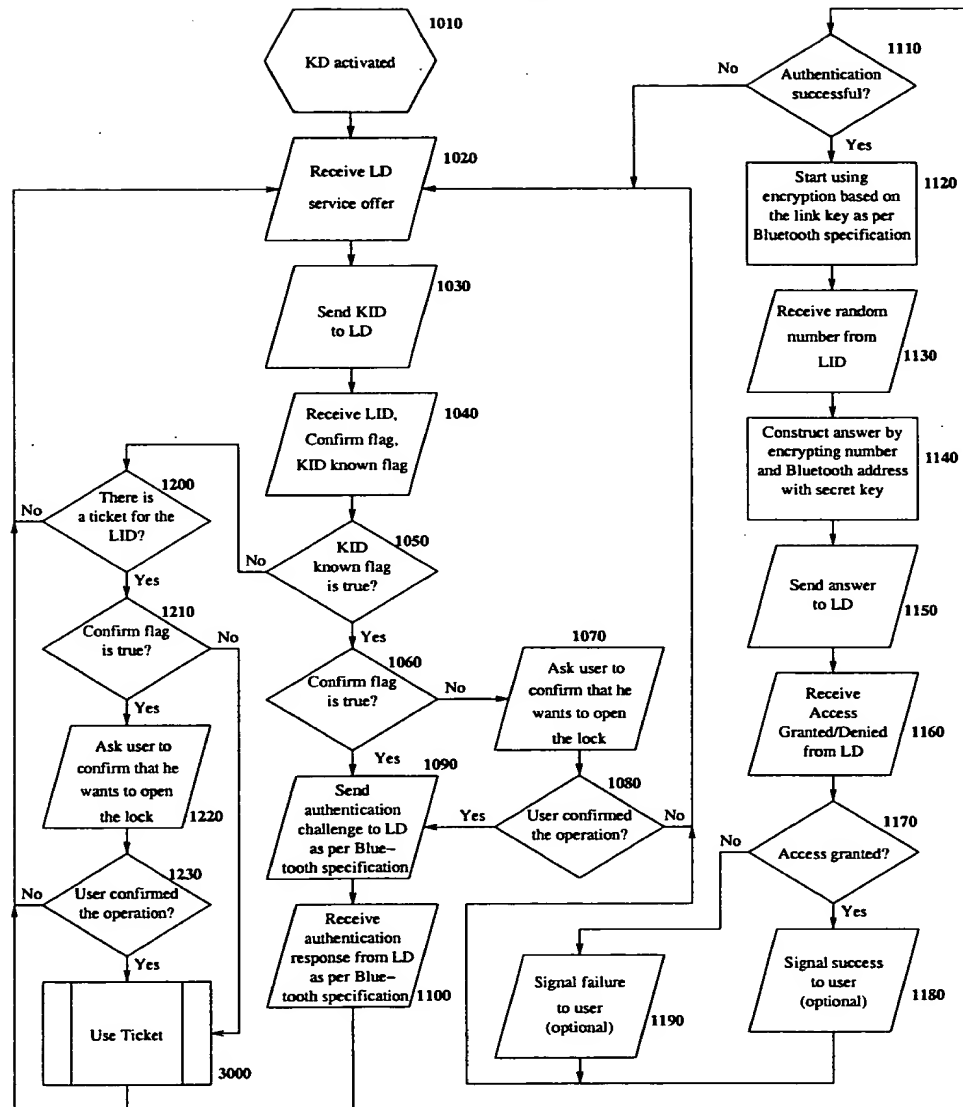 1010
KD activated
1020
Receive LD
service offer
1030
Send KID
to LD
1040
Receive LID,
Confirm flag,
KID known flag
1050
KID
known flag
is true?
No
Yes
1060
Confirm flag
is true?
No
Yes
1070
Ask user to
confirm that he
wants to open
the lock
1080
User confirmed
the operation?
Yes
No
1090
Send
authentication
challenge to LD
as per Blue-
tooth specification
Receive
authentication
response from LD
as per Blue-
tooth specification
1100
1200
There is
a ticket for the
LID?
No
Yes
1210
Confirm flag
is true?
No
Yes
Ask user to
confirm that he
wants to open
the lock
1220
1230
User confirmed
the operation?
No
Yes
Use Ticket
3000
1110
Authentication
successful?
No
Yes
1120
Start using
encryption based on
the link key as per
Bluetooth specification
Receive random
number from
LID
1130
Construct answer by
encrypting number
and Bluetooth address
with secret key
1140
Send answer
to LD
1150
Receive
Access
Granted/Denied
from LD
1160
1170
Access granted?
No
Yes
Signal success
to user
(optional)
1180
Signal failure
to user
(optional)
1190